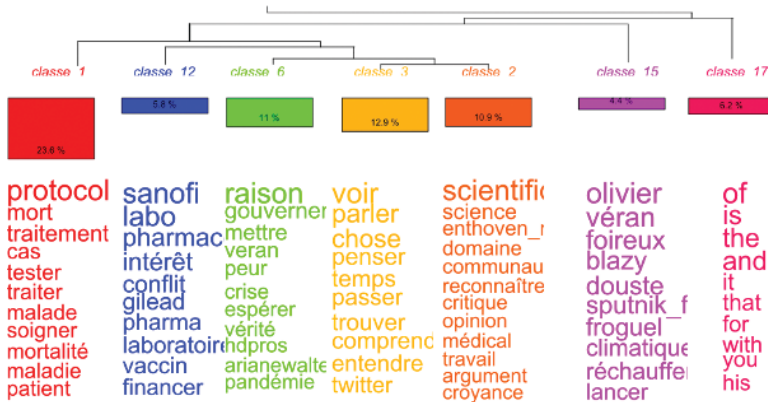 classe 1
23.6 %
protocol
mort
traitement
cas
tester
traiter
malade
soigner
mortalité
maladie
patient
classe 12
5.8 %
sanofi
labo
pharmac
intérêt
conflit
gilead
pharma
laboratoire
vaccin
financer
classe 6
11 %
raison
gouverner
mettre
veran
peur
crise
espérer
vérité
hdpros
arianewalte
pandémie
classe 3
12.9 %
voir
parler
chose
penser
temps
passer
trouver
comprend
entendre
twitter
classe 2
10.9 %
scientific
science
enthoven_r
domaine
communau
reconnaître
critique
opinion
médical
travail
argument
croyance
classe 15
4.4 %
olivier
véran
foireux
blazy
douste
sputnik_f
froguel
climatique
réchauffe
lancer
classe 17
6.2 %
of
is
the
and
it
that
for
with
you
his